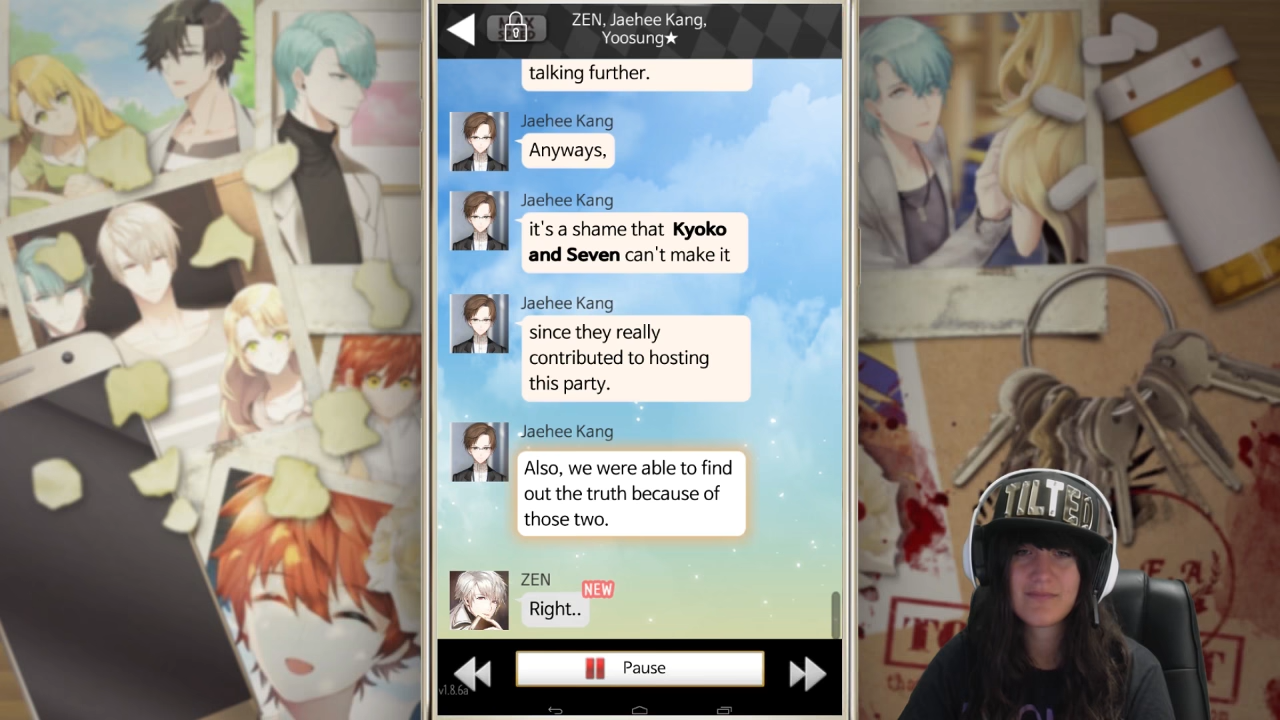 ZEN, Jaehee Kang,
Yoosung★
talking further.
Jaehee Kang
Anyways,
Jaehee Kang
it's a shame that Kyoko
and Seven can't make it
Jaehee Kang
since they really
contributed to hosting
this party.
Jaehee Kang
Also, we were able to find
out the truth because of
those two.
ZEN
NEW
Right..
Pause
v1.8.6a
TILTED